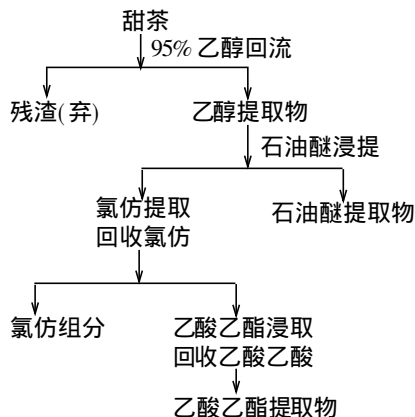 甜茶
95% 乙醇回流
残渣(弃)
乙醇提取物
石油醚浸提
氯仿提取
回收氯仿
石油醚提取物
氯仿组分
乙酸乙酯浸取
回收乙酸乙酸
乙酸乙酯提取物